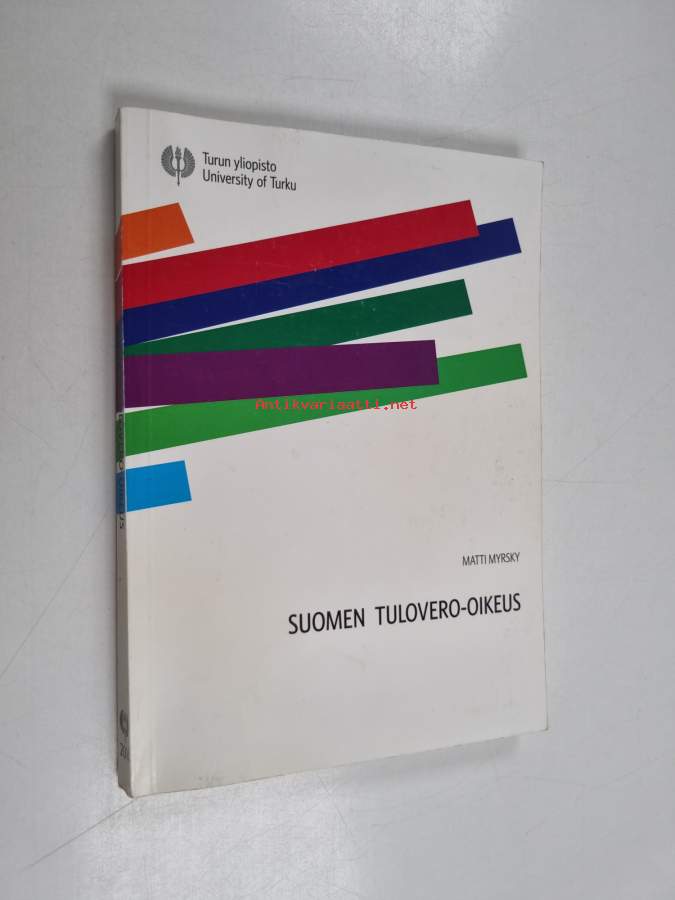 Turun yliopisto
University of Turku
Antikvariaatti.net
MATTI MYRSKY
SUOMEN TULOVERO-OIKEUS